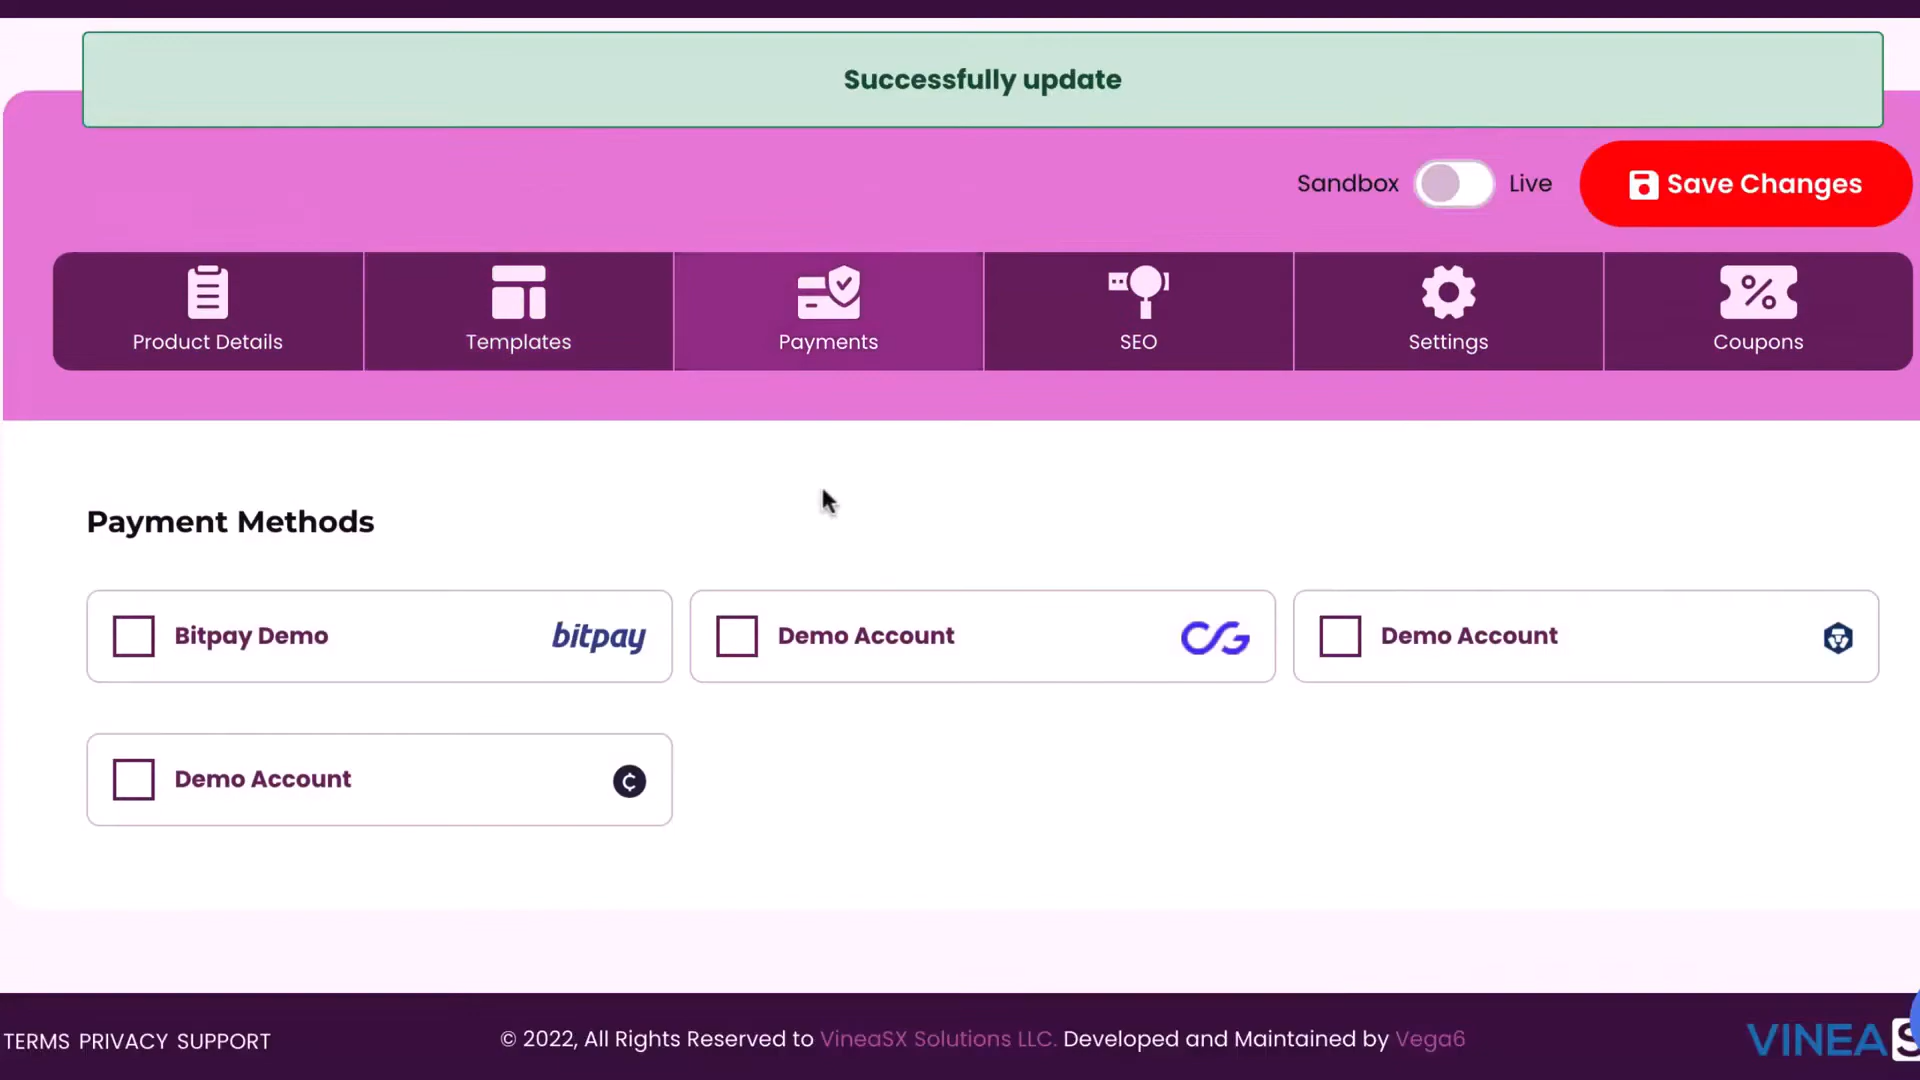 Successfully update
Sandbox Live Save Changes
Product Details Templates Payments SEO Settings Coupons
Payment Methods
Bitpay Demo bitpay Demo Account Demo Account
Demo Account
TERMS PRIVACY SUPPORT © 2022, All Rights Reserved to VineaSX Solutions LLC. Developed and Maintained by Vega6 VINEAS